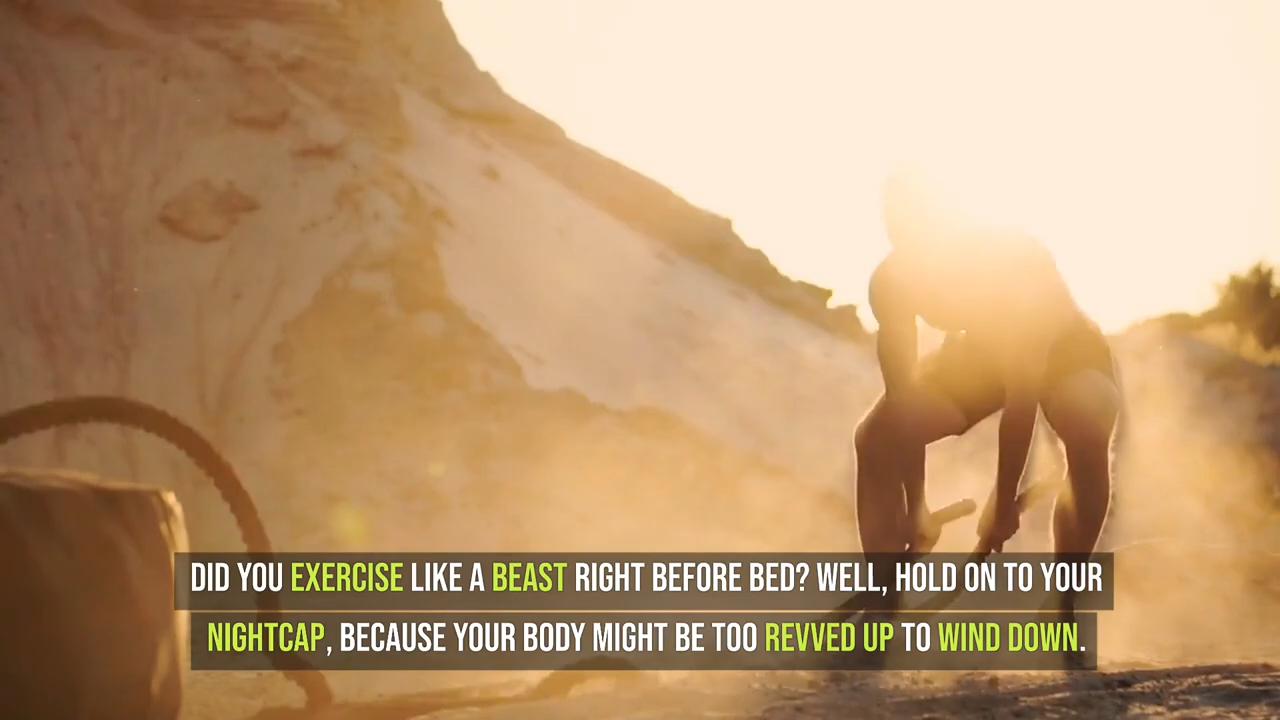 DID YOU EXERCISE LIKE A BEAST RIGHT BEFORE BED? WELL, HOLD ON TO YOUR
NIGHTCAP, BECAUSE YOUR BODY MIGHT BE TOO REVVED UP TO WIND DOWN.